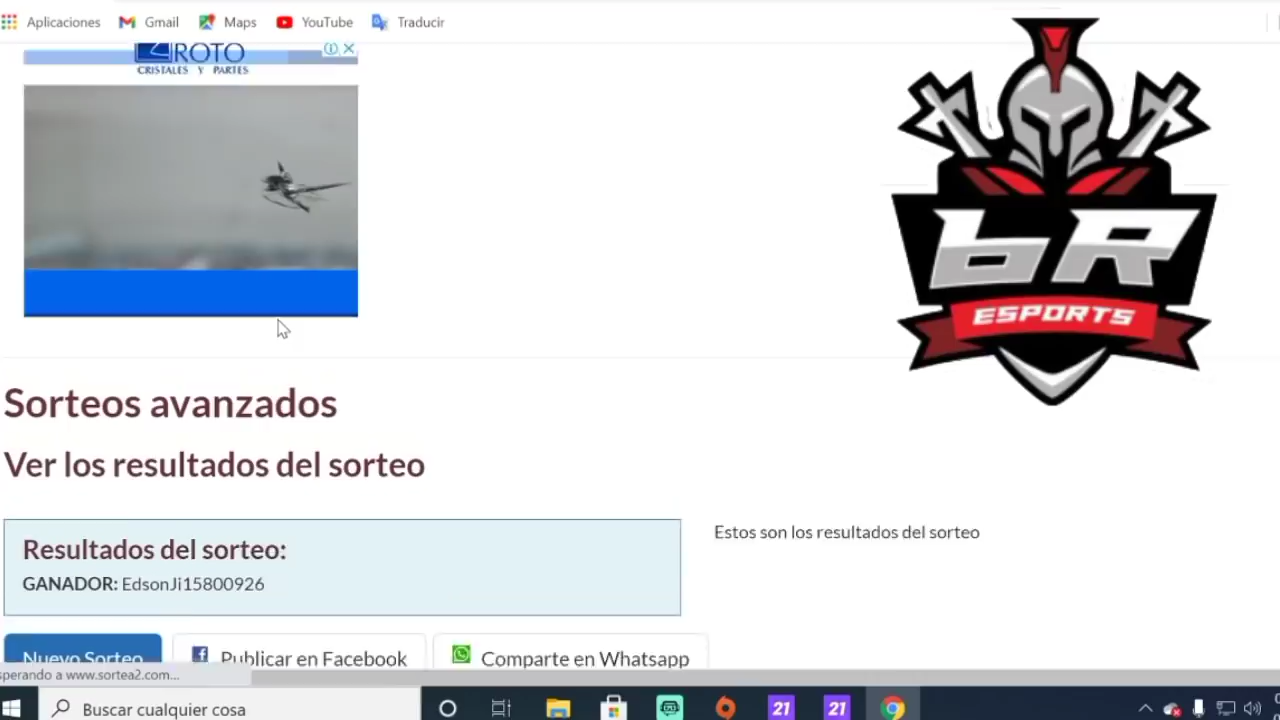 Aplicaciones Gmail Maps YouTube Traducir
ROTO
CRISTALES Y PARTES
bR
ESPORTS
Sorteos avanzados
Ver los resultados del sorteo
Resultados del sorteo:
GANADOR: EdsonJi15800926
Estos son los resultados del sorteo
Nuevo Sorteo Publicar en Facebook Comparte en Whatsapp
sperando a www.sortea2.com...
Buscar cualquier cosa 21 21